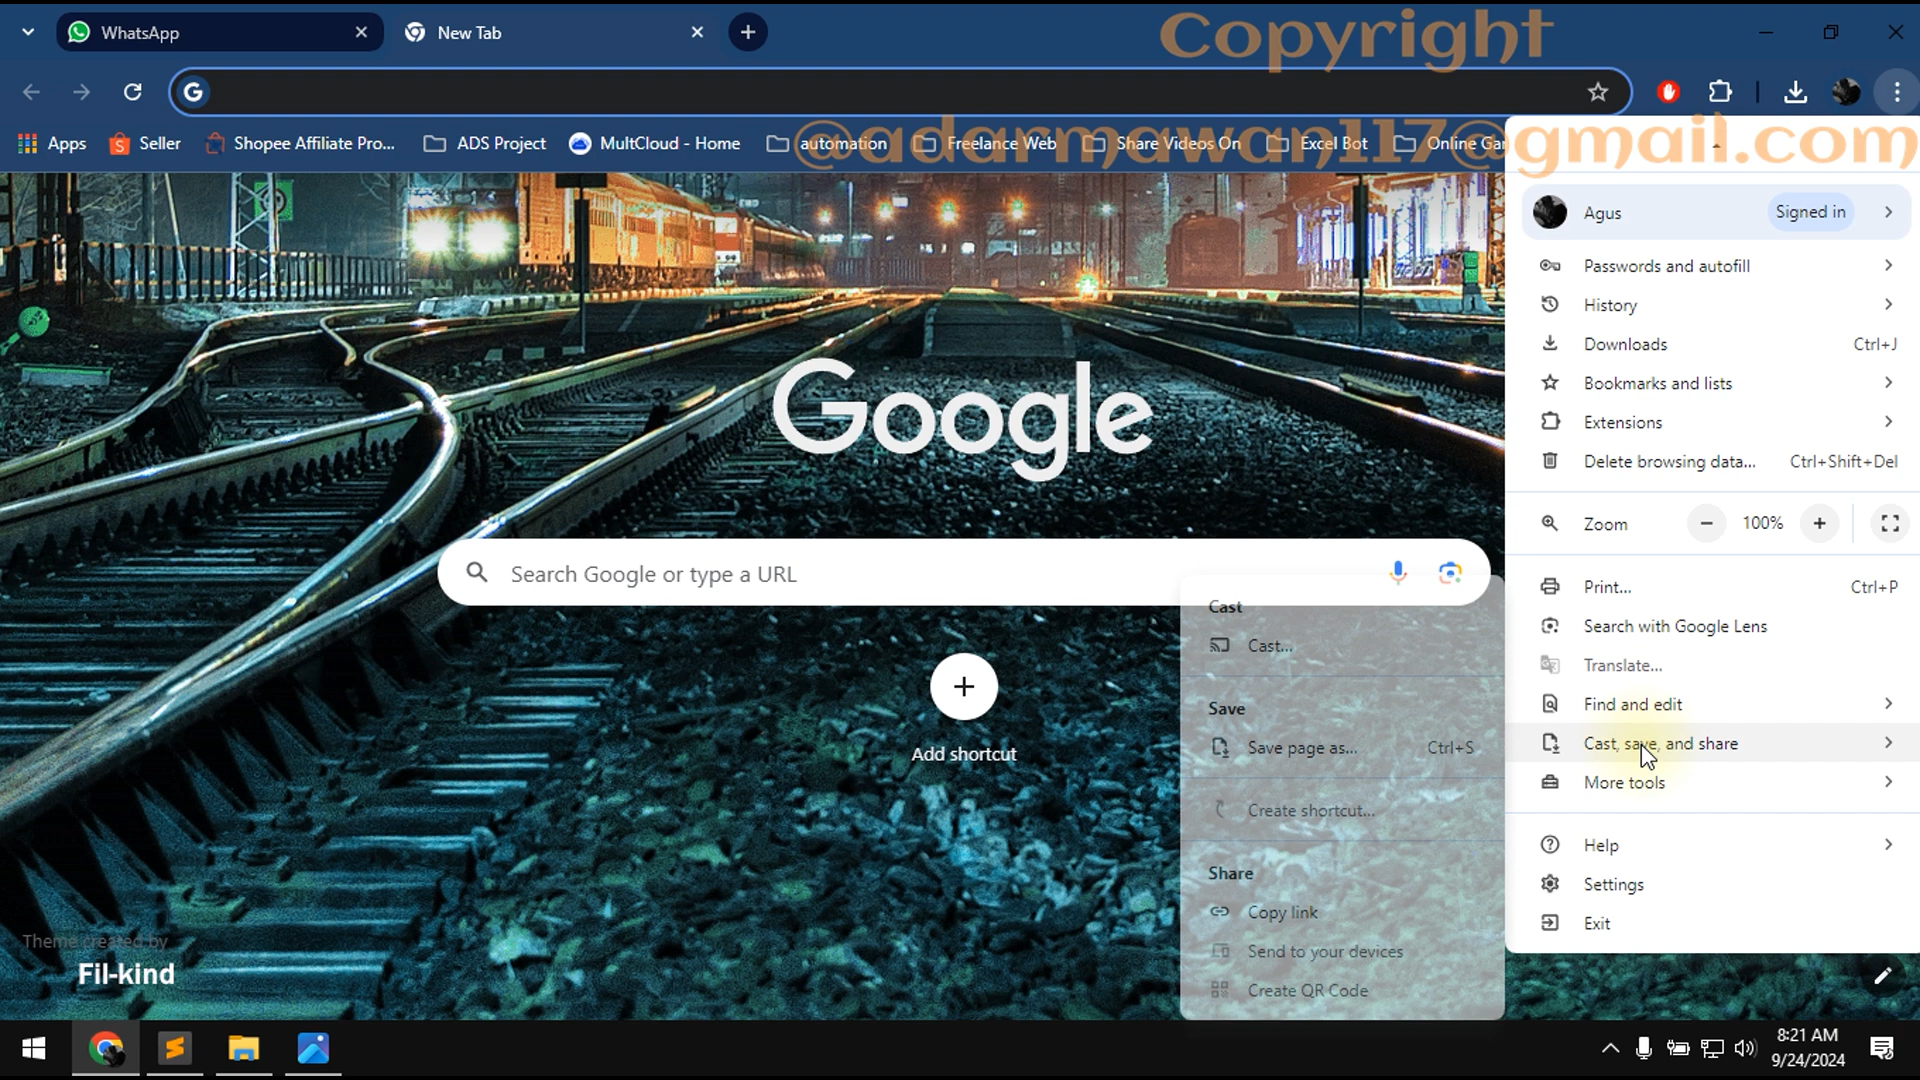 WhatsApp
New Tab
Copyright
@adarmawan117@gmail.com
Apps
Seller
Shopee Affiliate Pro...
ADS Project
MultCloud - Home
automation
Freelance Web
Share Videos On
Excel Bot
Online Gar
Agus
Signed in
Passwords and autofill
History
Downloads Ctrl+J
Bookmarks and lists
Extensions
Delete browsing data... Ctrl+Shift+Del
Zoom
100%
Print... Ctrl+P
Search with Google Lens
Translate...
Find and edit
Cast, save, and share
More tools
Help
Settings
Exit
Google
Search Google or type a URL
Add shortcut
Cast
Cast...
Save
Save page as... Ctrl+S
Create shortcut...
Share
Copy link
Send to your devices
Create QR Code
Theme created by
Fil-kind
8:21 AM
9/24/2024